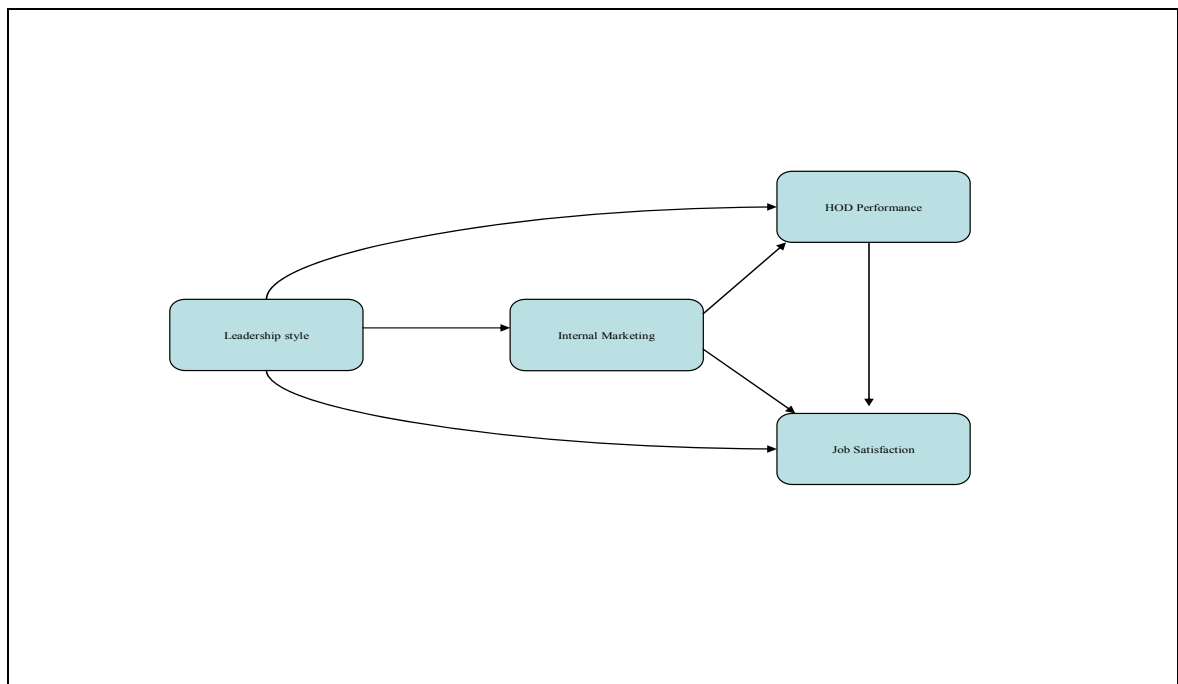 HOD Performance
Leadership style
Internal Marketing
Job Satisfaction